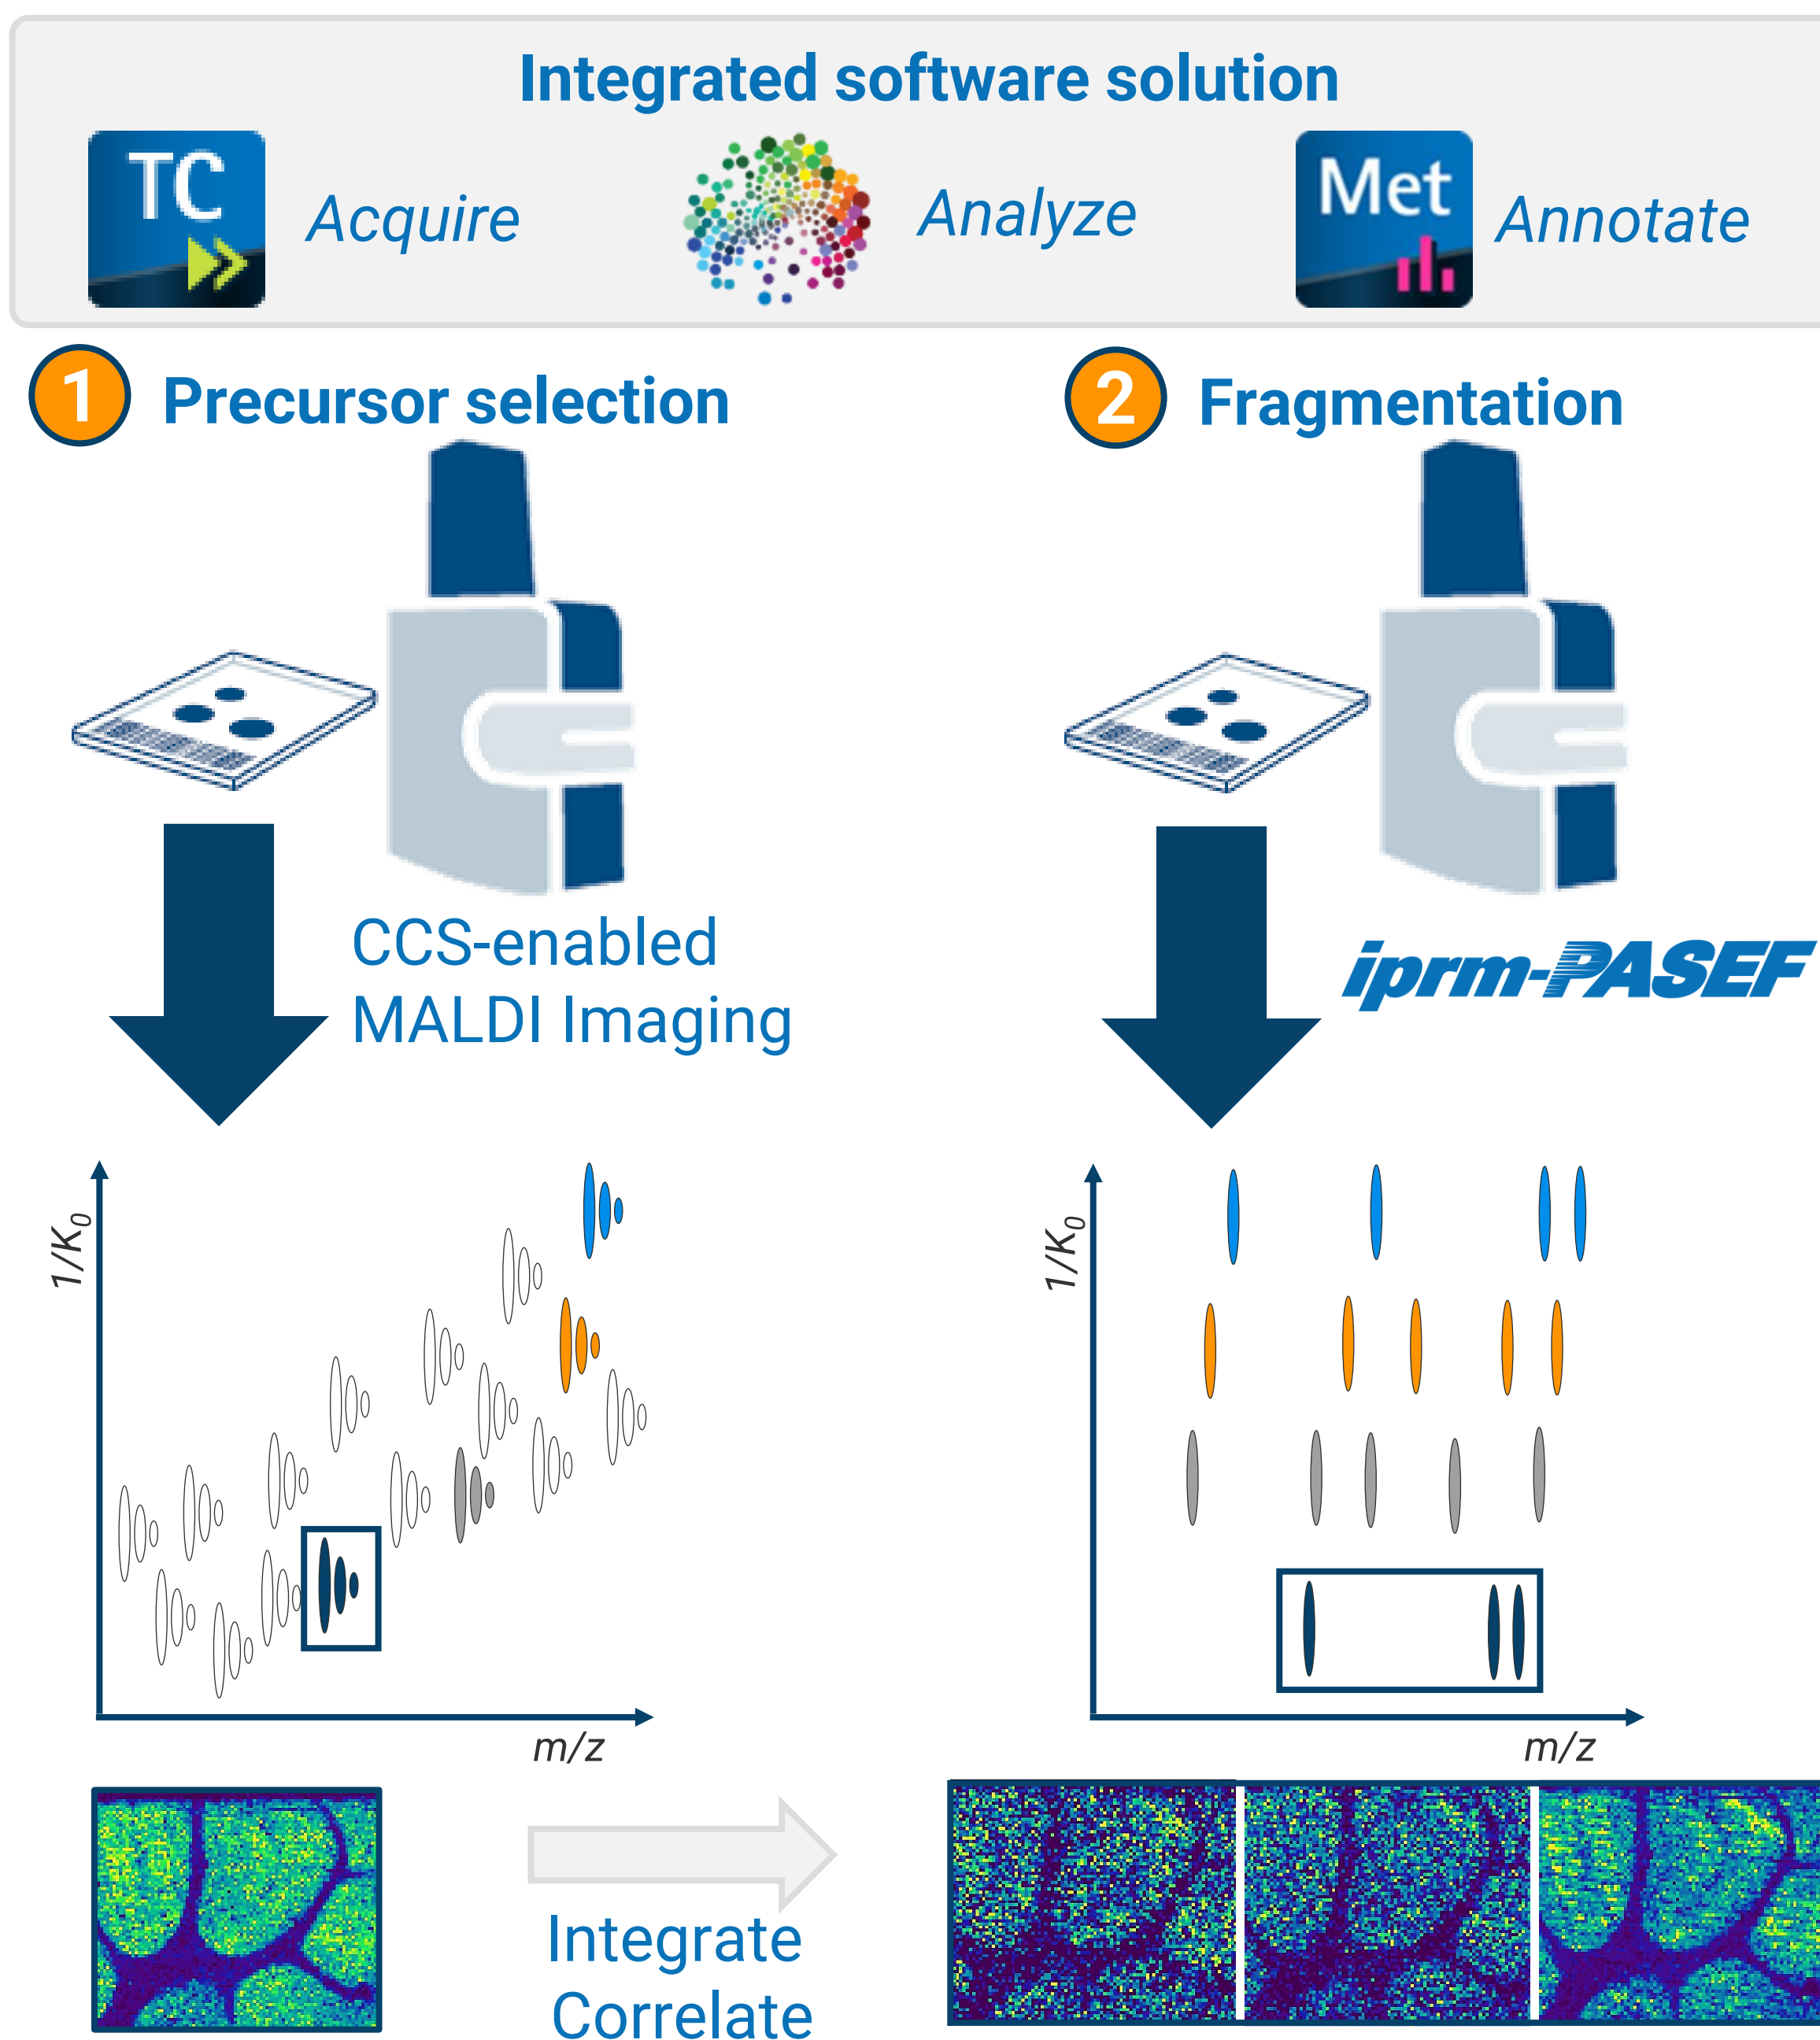 Integrated software solution
TC
Acquire
Analyze
Met
Annotate
1 Precursor selection
2 Fragmentation
CCS-enabled
MALDI Imaging
iprm-PASEF
1/K₀
m/z
1/K₀
m/z
Integrate
Correlate